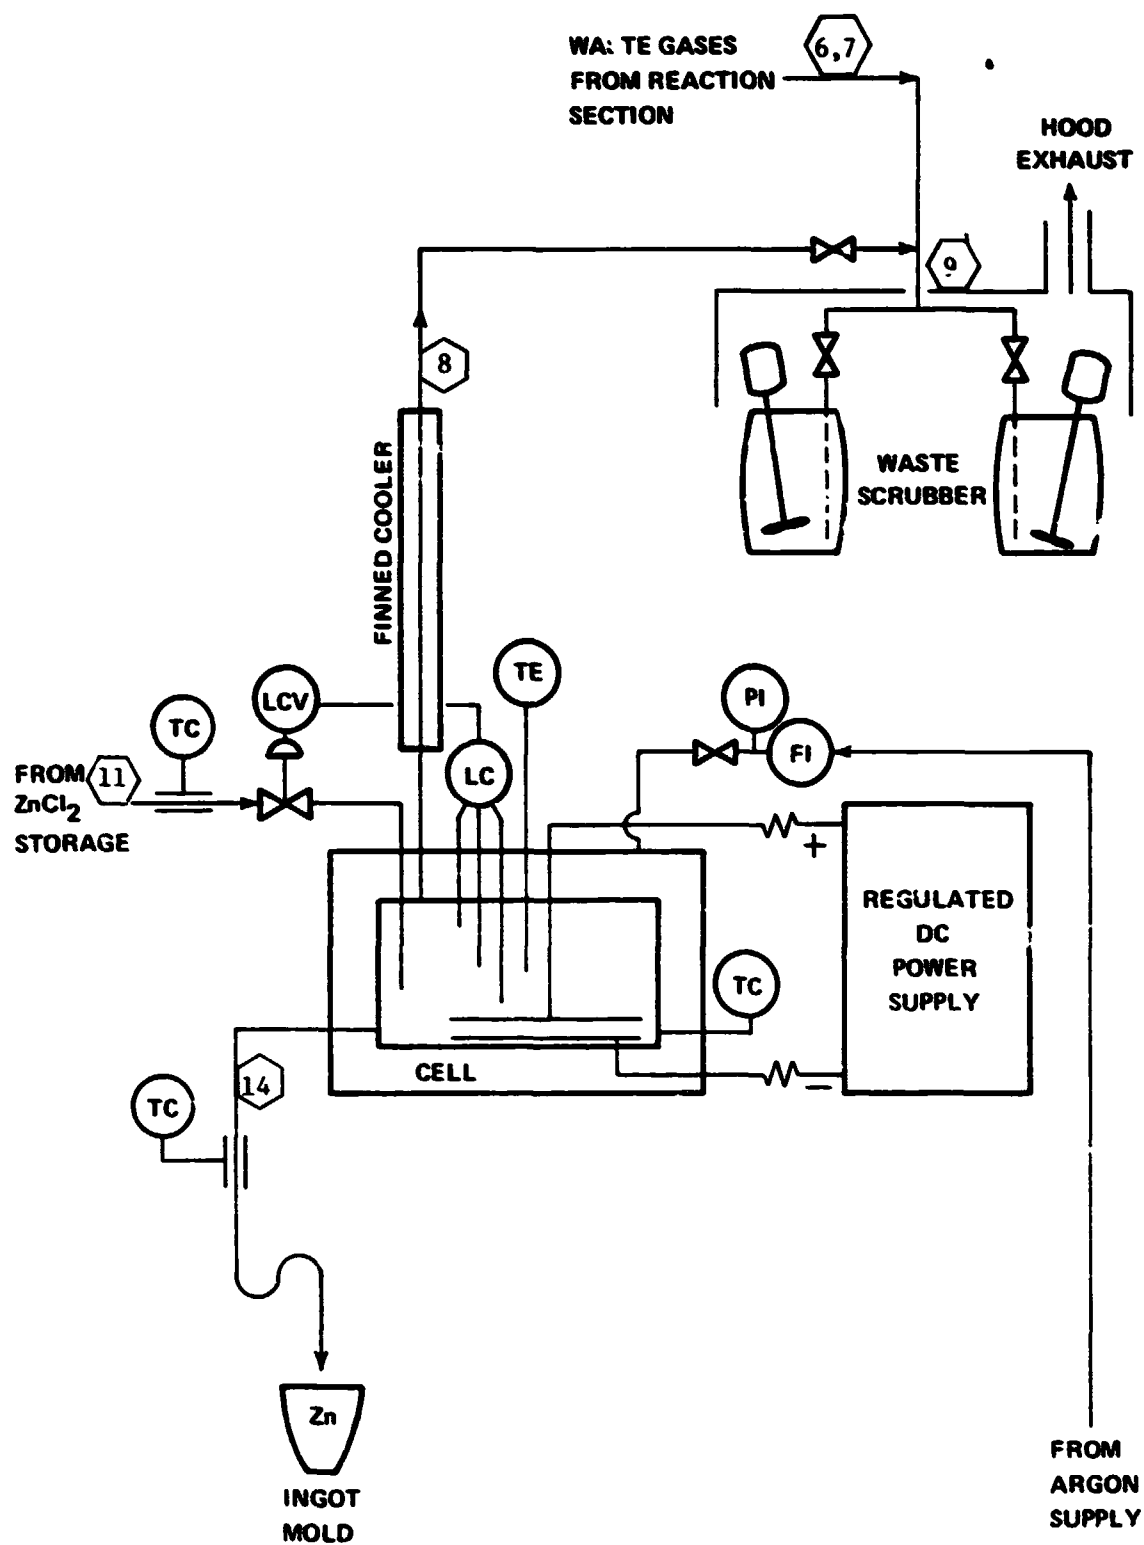 WA: TE GASES
FROM REACTION
SECTION
6,7
HOOD
EXHAUST
9
8
FINNED COOLER
WASTE
SCRUBBER
TE
LCV
PI
TC
FI
LC
FROM
ZnCl2
STORAGE
11
+
REGULATED
DC
POWER
SUPPLY
TC
CELL
−
14
TC
Zn
INGOT
MOLD
FROM
ARGON
SUPPLY